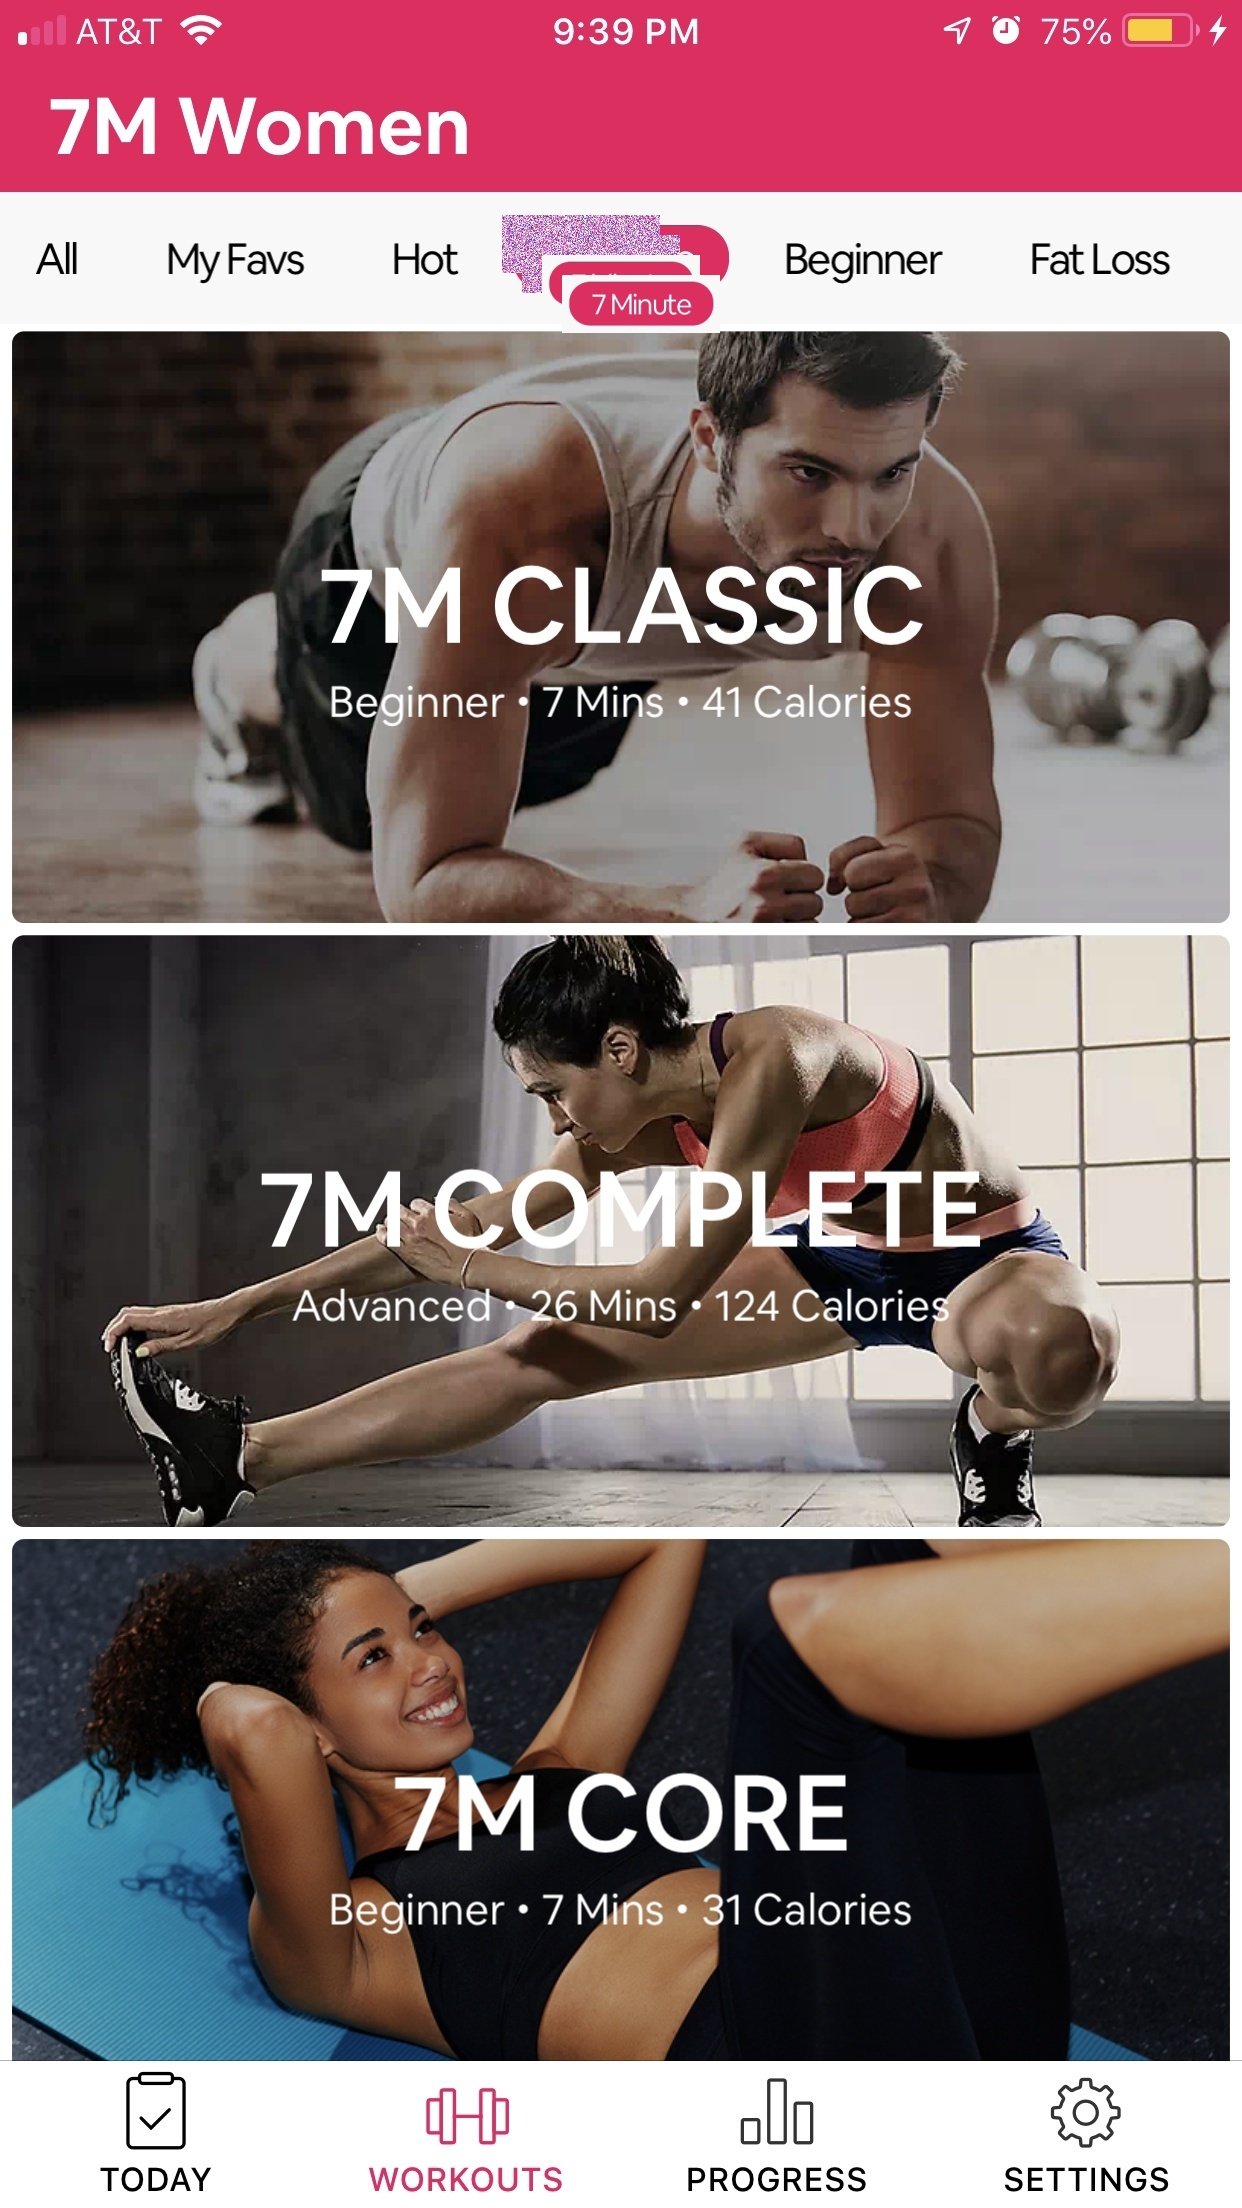 AT&T 9:39 PM 75%
7M Women
All My Favs Hot 7 Minute Beginner Fat Loss
7M CLASSIC
Beginner • 7 Mins • 41 Calories
7M COMPLETE
Advanced • 26 Mins • 124 Calories
7M CORE
Beginner • 7 Mins • 31 Calories
TODAY WORKOUTS PROGRESS SETTINGS